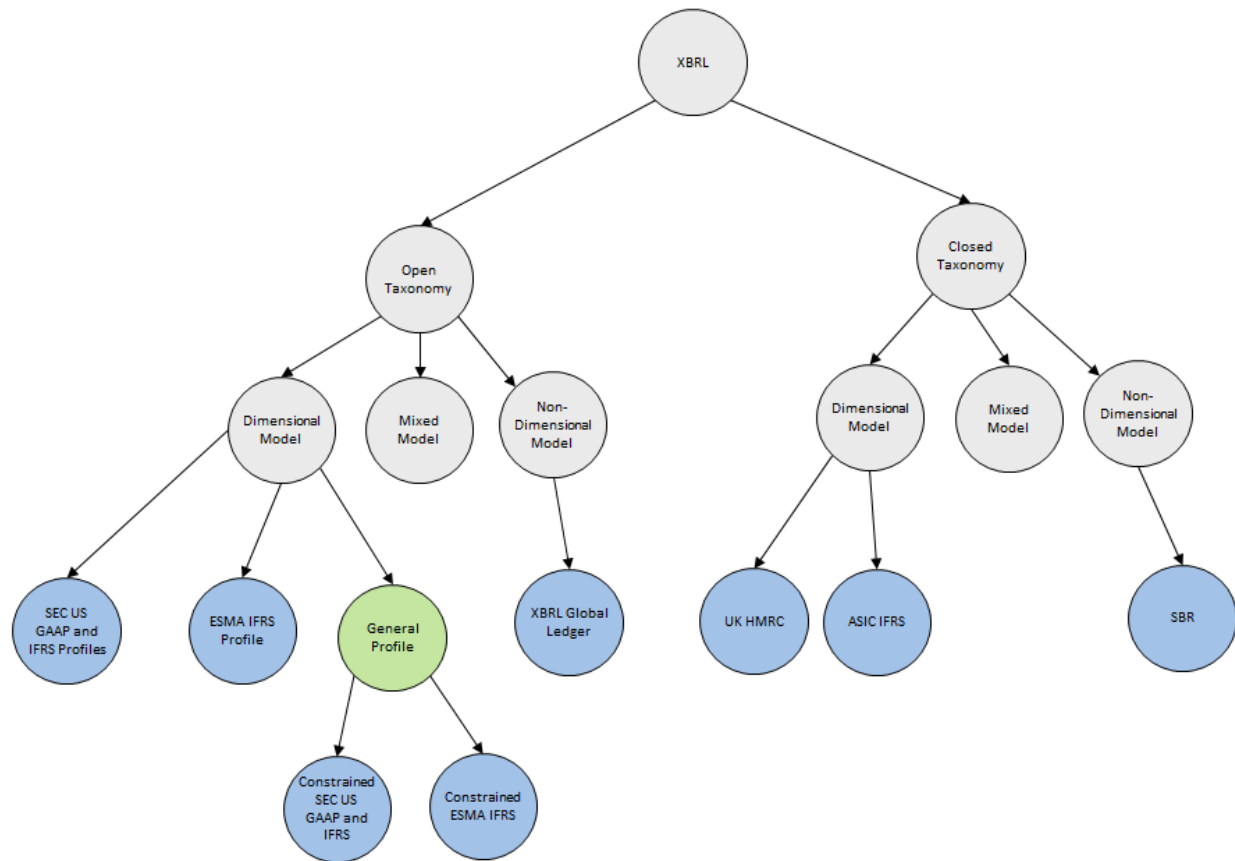 XBRL
Open
Taxonomy
Closed
Taxonomy
Dimensional
Model
Mixed
Model
Non-
Dimensional
Model
Dimensional
Model
Mixed
Model
Non-
Dimensional
Model
SEC US
GAAP and
IFRS Profiles
ESMA IFRS
Profile
General
Profile
XBRL Global
Ledger
UK HMRC
ASIC IFRS
SBR
Constrained
SEC US
GAAP and
IFRS
Constrained
ESMA IFRS